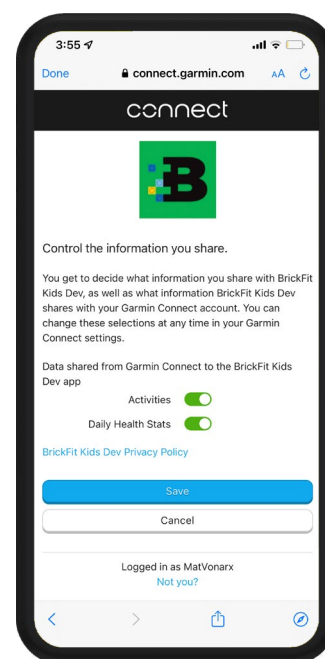 3:55
Done
connect.garmin.com
AA
connect
B
Control the information you share.
You get to decide what information you share with BrickFit
Kids Dev, as well as what information BrickFit Kids Dev
shares with your Garmin Connect account. You can
change these selections at any time in your Garmin
Connect settings.
Data shared from Garmin Connect to the BrickFit Kids
Dev app
Activities
Daily Health Stats
BrickFit Kids Dev Privacy Policy
Save
Cancel
Logged in as MatVonarx
Not you?